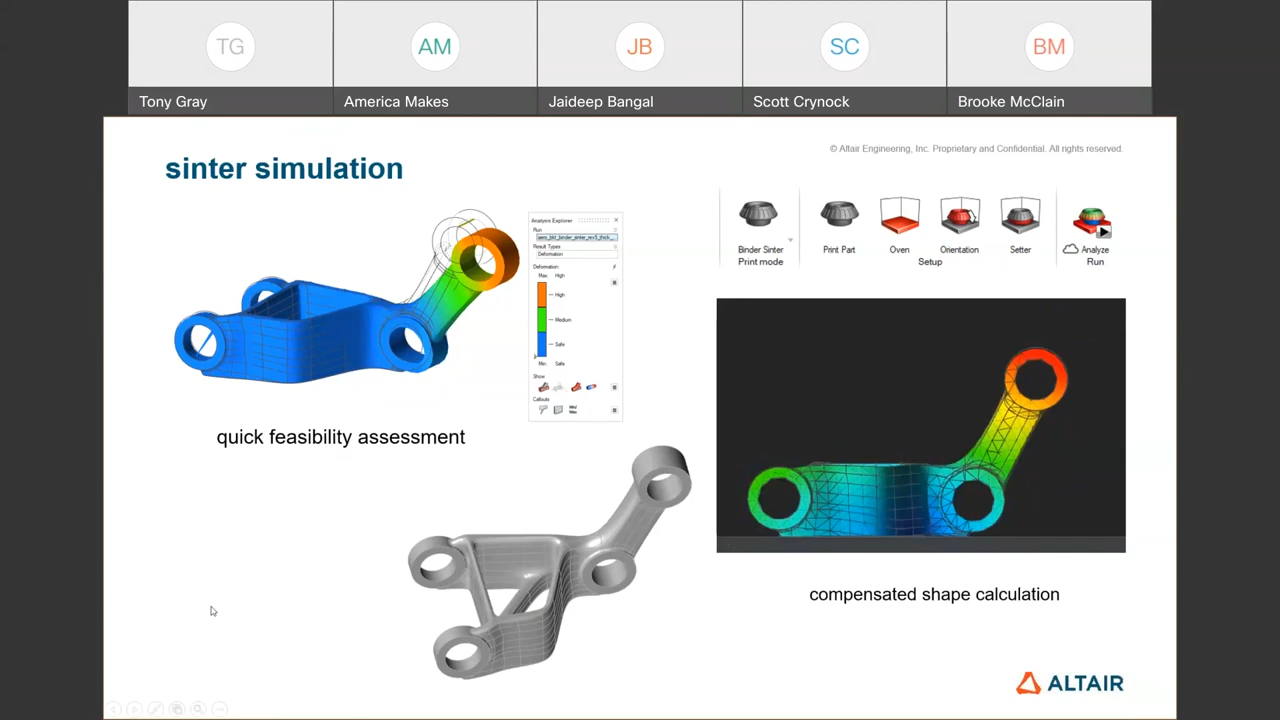 TG
AM
JB
SC
BM
Tony Gray
America Makes
Jaideep Bangal
Scott Crynock
Brooke McClain
© Altair Engineering, Inc. Proprietary and Confidential. All rights reserved.
sinter simulation
Analysis Explorer
Run
Result Types
Deformation
Deformation
Max: High
High
Medium
Safe
Min: Safe
Show
Callouts
Binder Sinter
Print mode
Print Part
Oven
Orientation
Setter
Setup
Analyze
Run
quick feasibility assessment
compensated shape calculation
ALTAIR